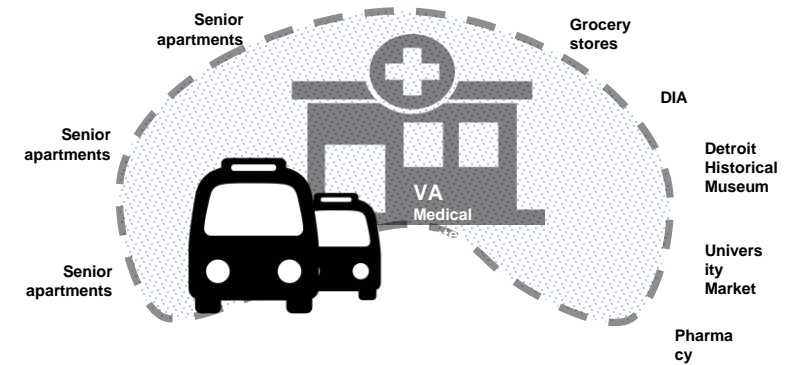 Senior
apartments
Grocery
stores
DIA
Senior
apartments
Detroit
Historical
Museum
VA
Medical
Univers
ity
Market
Senior
apartments
Pharma
cy